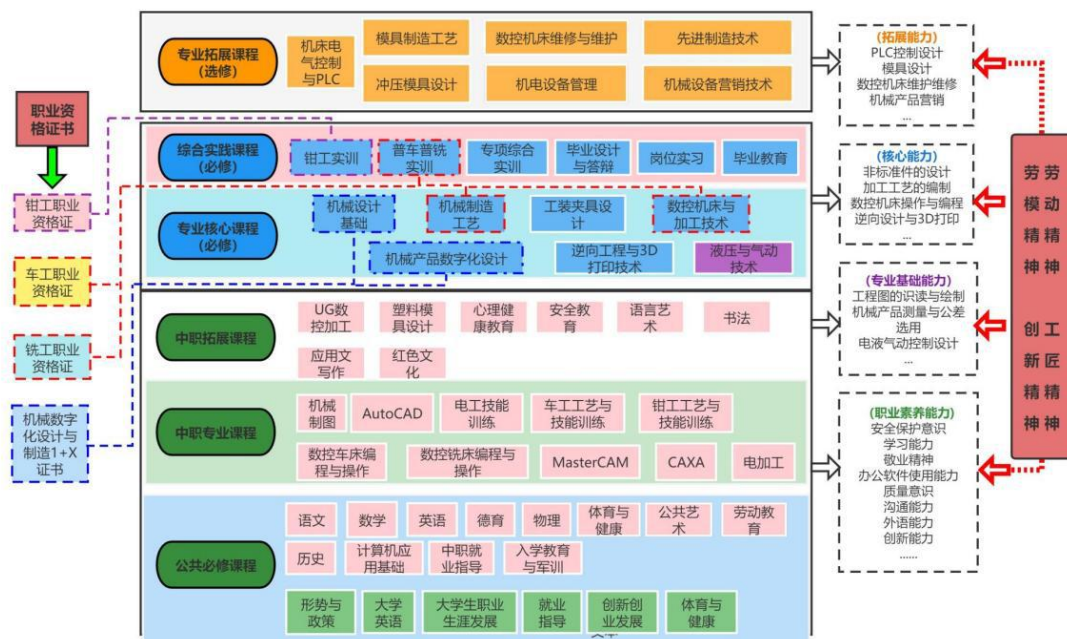 专业拓展课程
(选修)
机床电
气控制
与PLC
模具制造工艺
数控机床维修与维护
先进制造技术
冲压模具设计
机电设备管理
机械设备营销技术
(拓展能力)
PLC控制设计
模具设计
数控机床维护维修
机械产品营销
...
职业资
格证书
钳工职业
资格证
车工职业
资格证
铣工职业
资格证
机械数字
化设计与
制造1+X
证书
综合实践课程
(必修)
钳工实训
普车普铣
实训
专项综合
实训
毕业设计
与答辩
岗位实习
毕业教育
专业核心课程
(必修)
机械设计
基础
机械制造
工艺
工装夹具设
计
数控机床与
加工技术
机械产品数字化设计
逆向工程与3D
打印技术
液压与气动
技术
(核心能力)
非标准件的设计
加工工艺的编制
数控机床操作与编程
逆向设计与3D打印
...
中职拓展课程
UG数
控加工
塑料模
具设计
心理健
康教育
安全教
育
语言艺
术
书法
应用文
写作
红色文
化
(专业基础能力)
工程图的识读与绘制
机械产品测量与公差
选用
电液气动控制设计
...
中职专业课程
机械
制图
AutoCAD
电工技能
训练
车工工艺与
技能训练
钳工工艺与
技能训练
数控车床编
程与操作
数控铣床编程与
操作
MasterCAM
CAXA
电加工
(职业素养能力)
安全保护意识
学习能力
敬业精神
办公软件使用能力
质量意识
沟通能力
外语能力
创新能力
......
公共必修课程
语文
数学
英语
德育
物理
体育与
健康
公共艺
术
劳动教
育
历史
计算机应
用基础
中职就
业指导
入学教育
与军训
形势与
政策
大学
英语
大学生职业
生涯发展
就业
指导
创新创
业发展
体育与
健康
劳动精神 工匠精神
劳模精神 创新精神